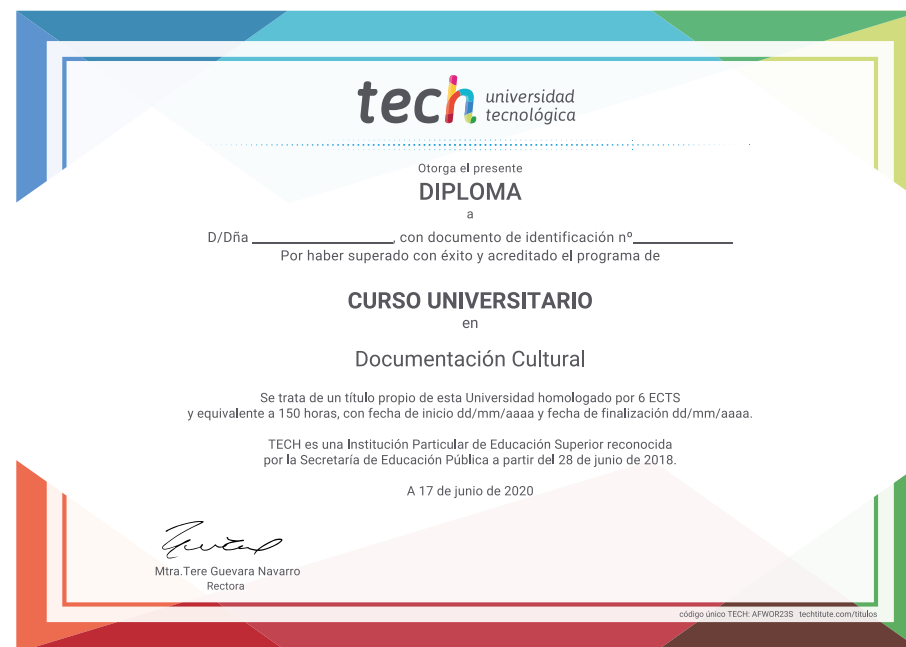 tech universidad
tecnológica
Otorga el presente
DIPLOMA
a
D/Dña ____________________, con documento de identificación nº______________
Por haber superado con éxito y acreditado el programa de
CURSO UNIVERSITARIO
en
Documentación Cultural
Se trata de un título propio de esta Universidad homologado por 6 ECTS
y equivalente a 150 horas, con fecha de inicio dd/mm/aaaa y fecha de finalización dd/mm/aaaa.
TECH es una Institución Particular de Educación Superior reconocida
por la Secretaría de Educación Pública a partir del 28 de junio de 2018.
A 17 de junio de 2020
Mtra.Tere Guevara Navarro
Rectora
código único TECH: AFWOR23S techtitute.com/titulos